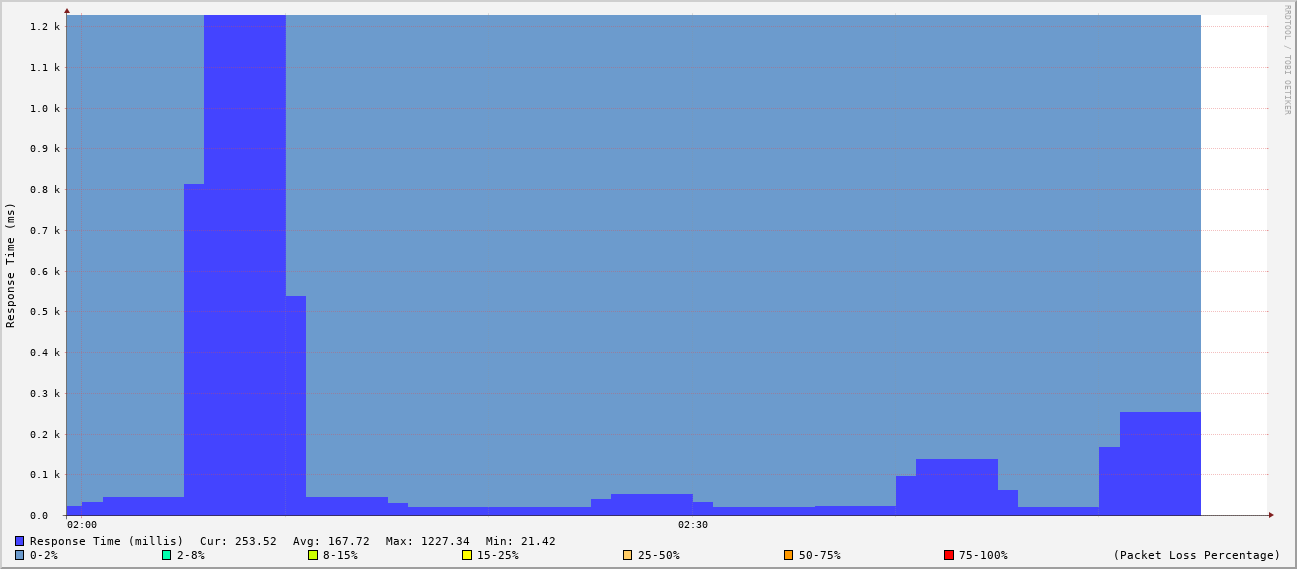 RRDTOOL / TOBI OETIKER
Response Time (ms)
1.2 k
1.1 k
1.0 k
0.9 k
0.8 k
0.7 k
0.6 k
0.5 k
0.4 k
0.3 k
0.2 k
0.1 k
0.0
02:00 02:30
Response Time (millis) Cur: 253.52 Avg: 167.72 Max: 1227.34 Min: 21.42
0-2% 2-8% 8-15% 15-25% 25-50% 50-75% 75-100% (Packet Loss Percentage)